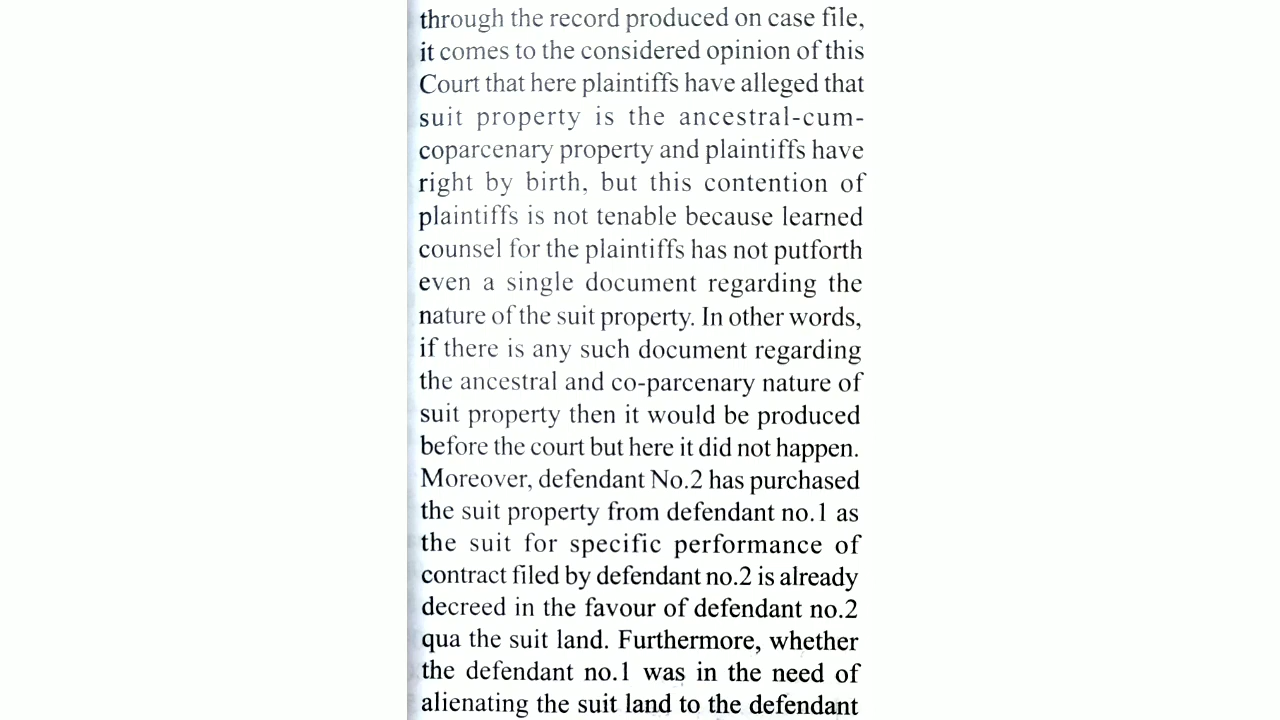 through the record produced on case file,
it comes to the considered opinion of this
Court that here plaintiffs have alleged that
suit property is the ancestral-cum-
coparcenary property and plaintiffs have
right by birth, but this contention of
plaintiffs is not tenable because learned
counsel for the plaintiffs has not putforth
even a single document regarding the
nature of the suit property. In other words,
if there is any such document regarding
the ancestral and co-parcenary nature of
suit property then it would be produced
before the court but here it did not happen.
Moreover, defendant No.2 has purchased
the suit property from defendant no.1 as
the suit for specific performance of
contract filed by defendant no.2 is already
decreed in the favour of defendant no.2
qua the suit land. Furthermore, whether
the defendant no.1 was in the need of
alienating the suit land to the defendant